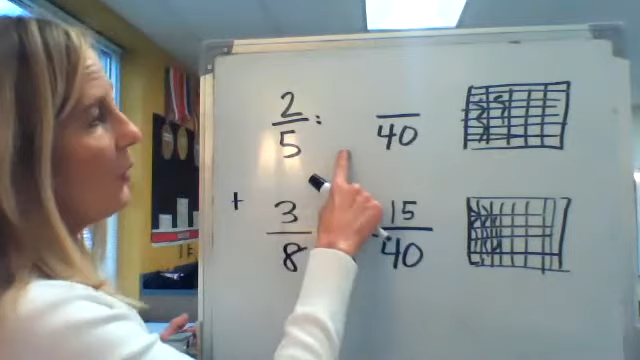 2/5 = /40
+ 3/8 15/40